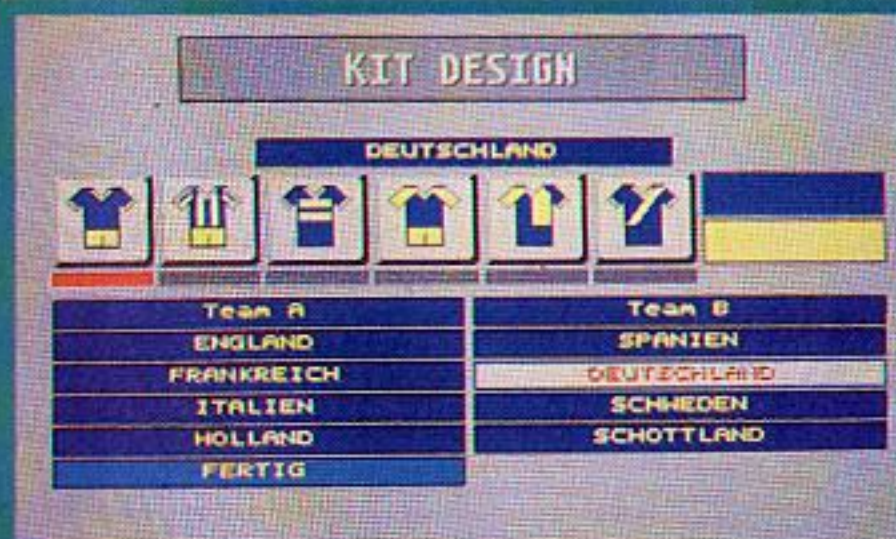 KIT DESIGN
DEUTSCHLAND
Team A
Team B
ENGLAND
SPANIEN
FRANKREICH
DEUTSCHLAND
ITALIEN
SCHWEDEN
HOLLAND
SCHOTTLAND
FERTIG